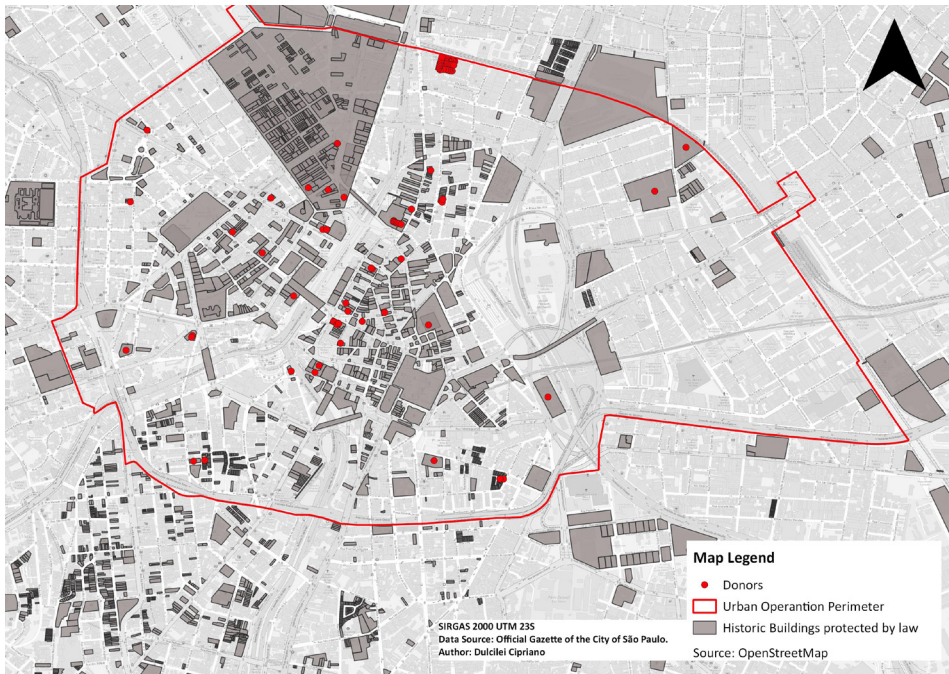 Map Legend
Donors
Urban Operantion Perimeter
Historic Buildings protected by law
Source: OpenStreetMap
SIRGAS 2000 UTM 23S
Data Source: Official Gazette of the City of São Paulo.
Author: Dulcilei Cipriano